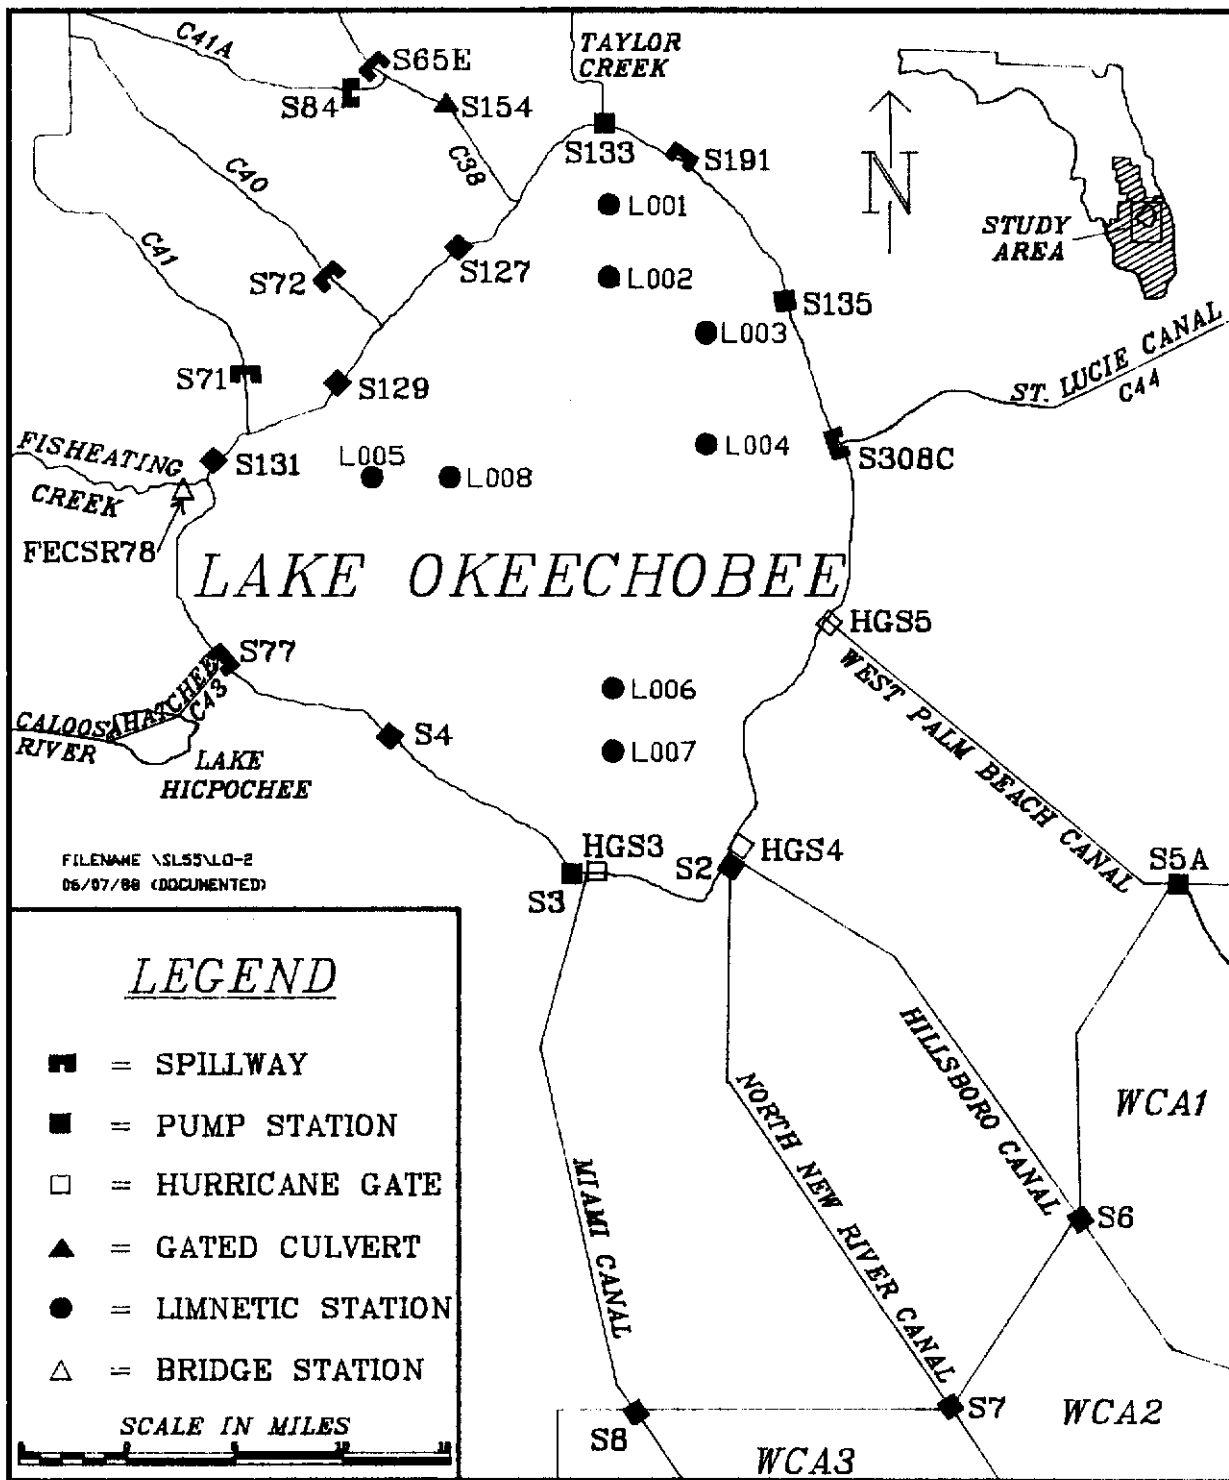 C41A
S65E
TAYLOR
CREEK
S84
S154
S133
S191
N
C38
C40
L001
STUDY
AREA
C41
S127
S72
L002
S135
L003
ST. LUCIE CANAL
C44
S71
S129
FISHEATING
CREEK
S131
L005
L008
L004
S308C
FECSR78
LAKE OKEECHOBEE
HGS5
S77
L006
WEST PALM BEACH CANAL
CALOOSAHATCHEE
RIVER
C43
S4
LAKE
HICPOCHEE
L007
FILENAME \SL55\LO-2
06/07/88 (DOCUMENTED)
HGS3
S2
HGS4
S5A
S3
LEGEND
= SPILLWAY
= PUMP STATION
= HURRICANE GATE
= GATED CULVERT
= LIMNETIC STATION
= BRIDGE STATION
SCALE IN MILES
HILLSBORO CANAL
WCA1
NORTH NEW RIVER CANAL
MIAMI CANAL
S6
S7
S8
WCA2
WCA3